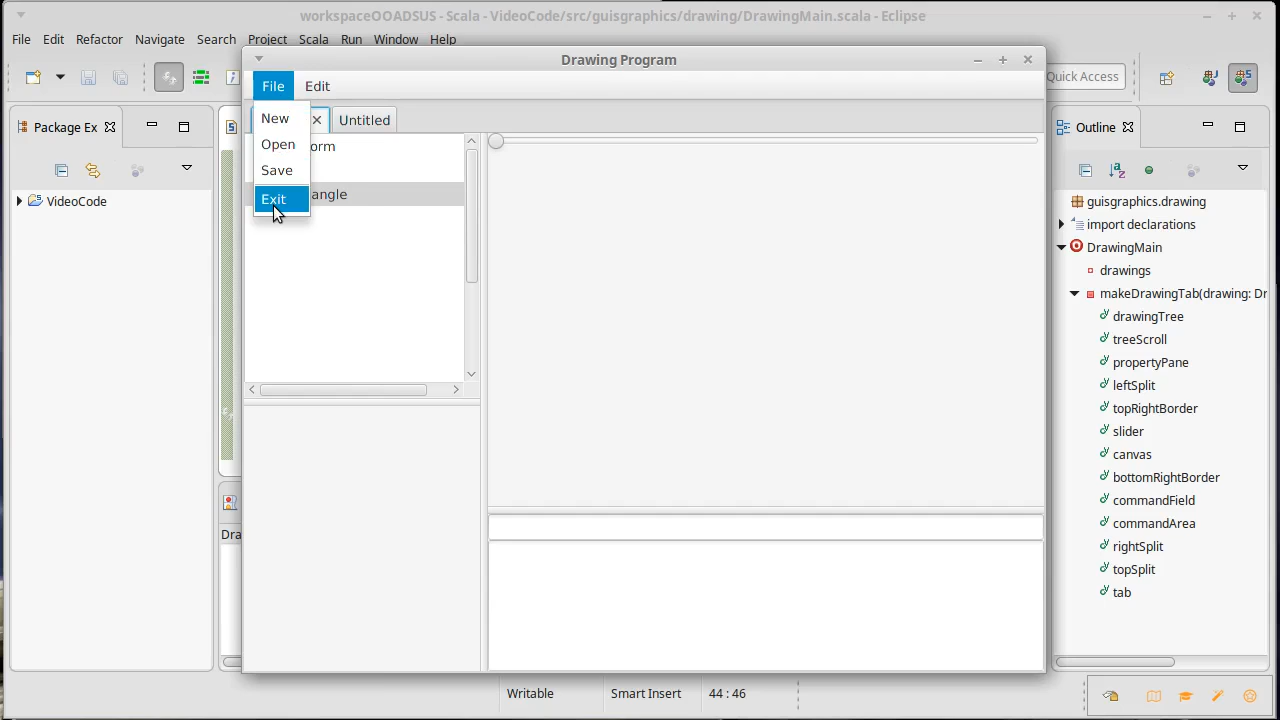 workspaceOOADSUS - Scala - VideoCode/src/guisgraphics/drawing/DrawingMain.scala - Eclipse
File Edit Refactor Navigate Search Project Scala Run Window Help
Quick Access
Drawing Program
File Edit
New
Open
Save
Exit
Untitled
orm
angle
Package Ex
VideoCode
Dra
Outline
guisgraphics.drawing
import declarations
DrawingMain
drawings
makeDrawingTab(drawing: Dr
drawingTree
treeScroll
propertyPane
leftSplit
topRightBorder
slider
canvas
bottomRightBorder
commandField
commandArea
rightSplit
topSplit
tab
Writable
Smart Insert
44 : 46